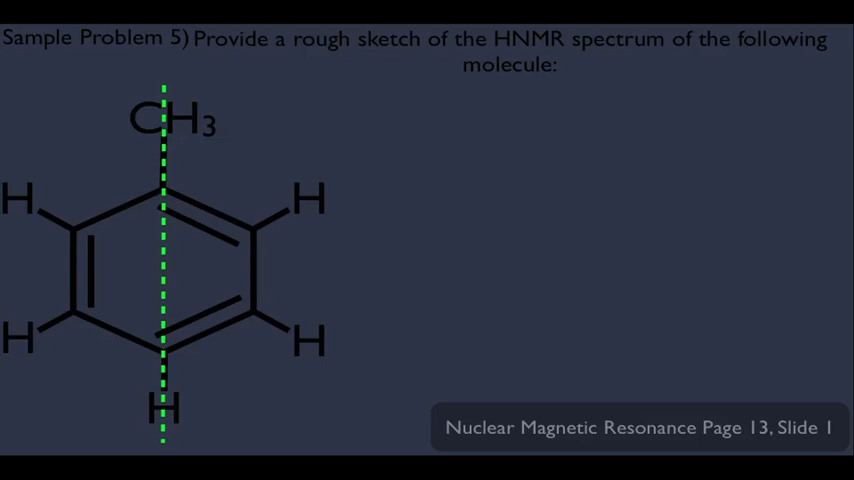 Sample Problem 5) Provide a rough sketch of the HNMR spectrum of the following
molecule:
CH3
H H
H H
H
Nuclear Magnetic Resonance Page 13, Slide 1